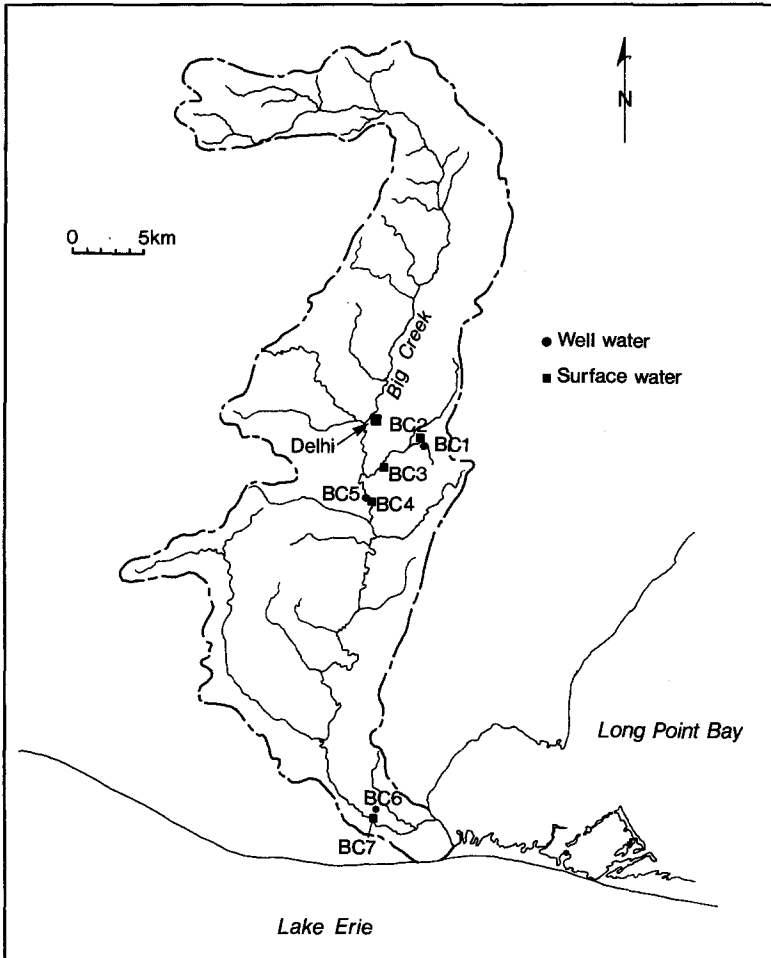 N
0 5km
Big Creek
Well water
Surface water
BC2
Delhi
BC1
BC3
BC5
BC4
Long Point Bay
BC6
BC7
Lake Erie